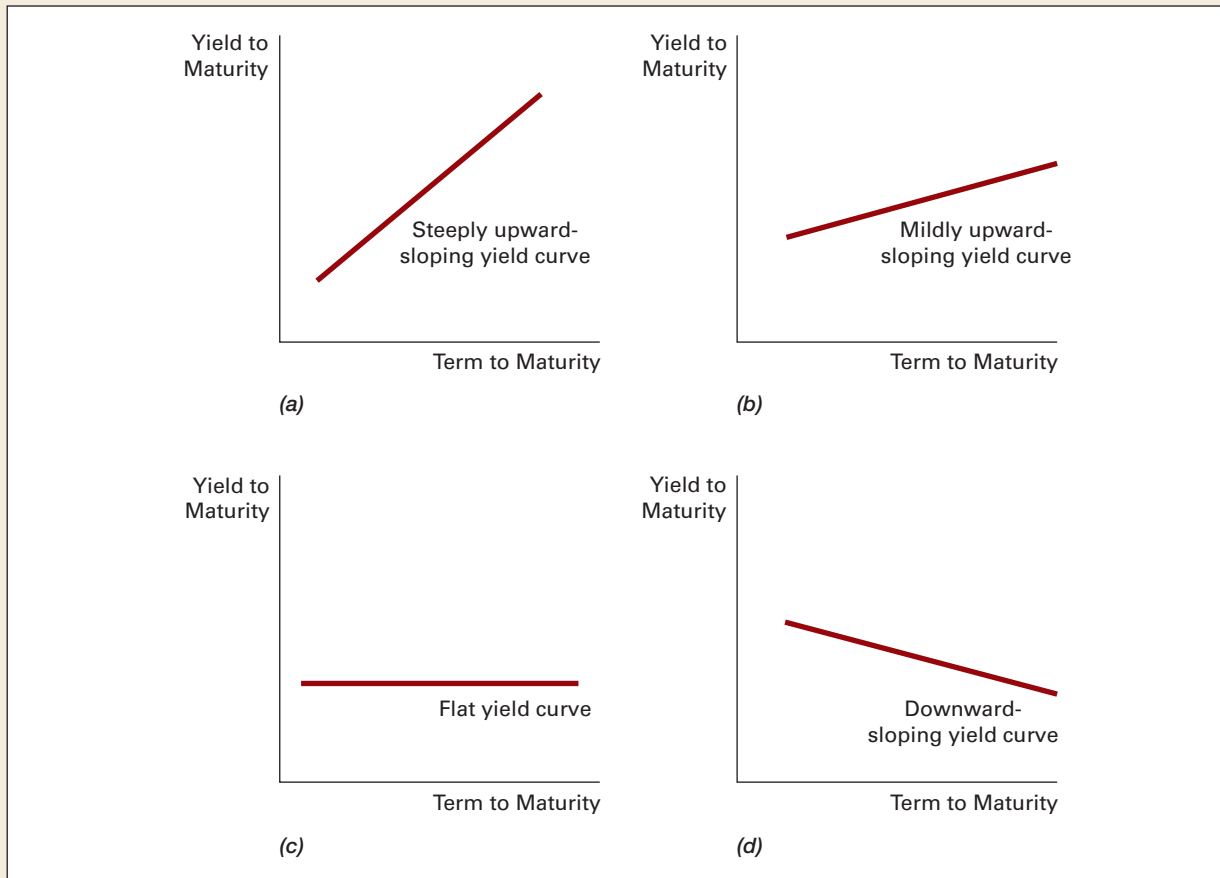 Yield to
Maturity
Steeply upward-
sloping yield curve
Term to Maturity
(a)
Yield to
Maturity
Mildly upward-
sloping yield curve
Term to Maturity
(b)
Yield to
Maturity
Flat yield curve
Term to Maturity
(c)
Yield to
Maturity
Downward-
sloping yield curve
Term to Maturity
(d)